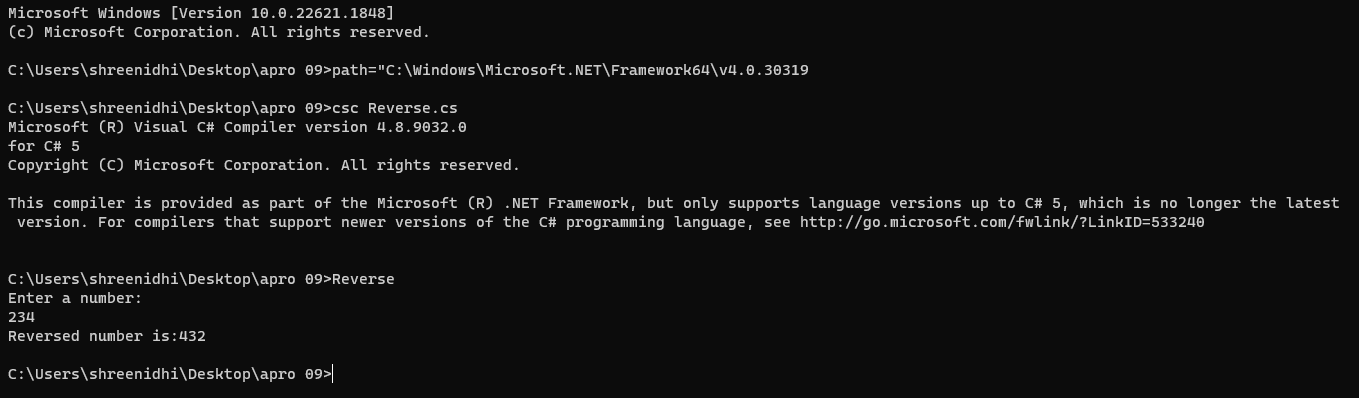 Microsoft Windows [Version 10.0.22621.1848]
(c) Microsoft Corporation. All rights reserved.
C:\Users\shreenidhi\Desktop\apro 09>path="C:\Windows\Microsoft.NET\Framework64\v4.0.30319
C:\Users\shreenidhi\Desktop\apro 09>csc Reverse.cs
Microsoft (R) Visual C# Compiler version 4.8.9032.0
for C# 5
Copyright (C) Microsoft Corporation. All rights reserved.
This compiler is provided as part of the Microsoft (R) .NET Framework, but only supports language versions up to C# 5, which is no longer the latest
version. For compilers that support newer versions of the C# programming language, see http://go.microsoft.com/fwlink/?LinkID=533240
C:\Users\shreenidhi\Desktop\apro 09>Reverse
Enter a number:
234
Reversed number is:432
C:\Users\shreenidhi\Desktop\apro 09>